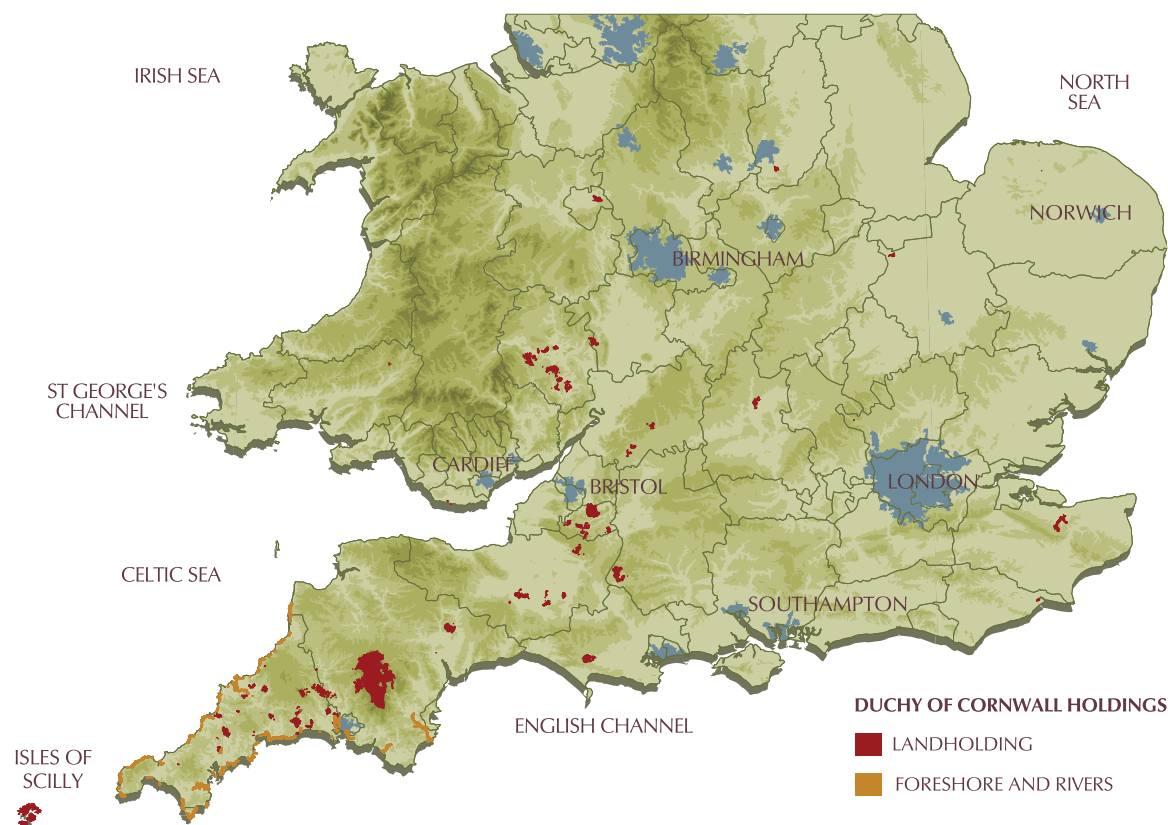 IRISH SEA
NORTH
SEA
NORWICH
BIRMINGHAM
ST GEORGE'S
CHANNEL
CARDIFF
BRISTOL
LONDON
CELTIC SEA
SOUTHAMPTON
ENGLISH CHANNEL
DUCHY OF CORNWALL HOLDINGS
LANDHOLDING
FORESHORE AND RIVERS
ISLES OF
SCILLY